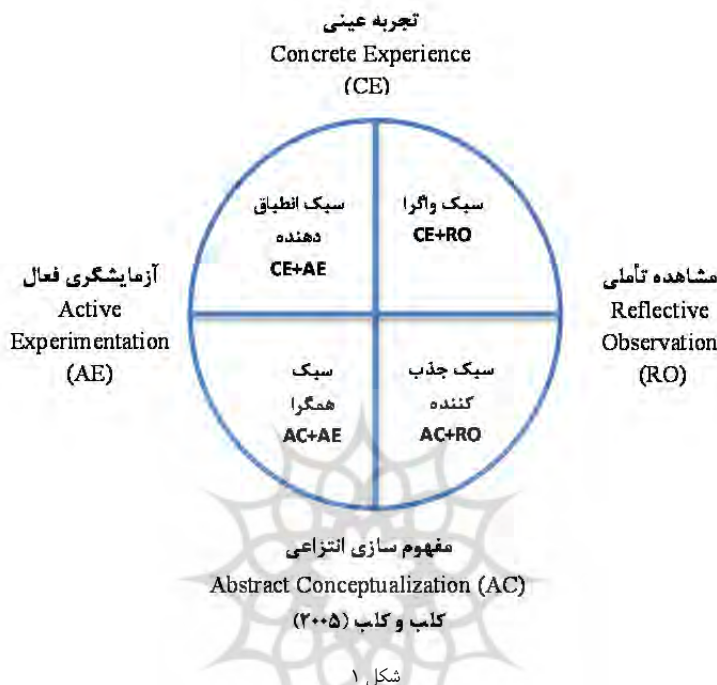 تجربه عینی
Concrete Experience
(CE)
سبک انطباق
دهنده
CE+AE
سبک واگرا
CE+RO
آزمایشگری فعال
Active
Experimentation
(AE)
مشاهده تأملی
Reflective
Observation
(RO)
سبک
همگرا
AC+AE
سبک جذب
کننده
AC+RO
مفهوم سازی انتزاعی
Abstract Conceptualization (AC)
کلب و کلب (۲۰۰۵)
شکل ۱